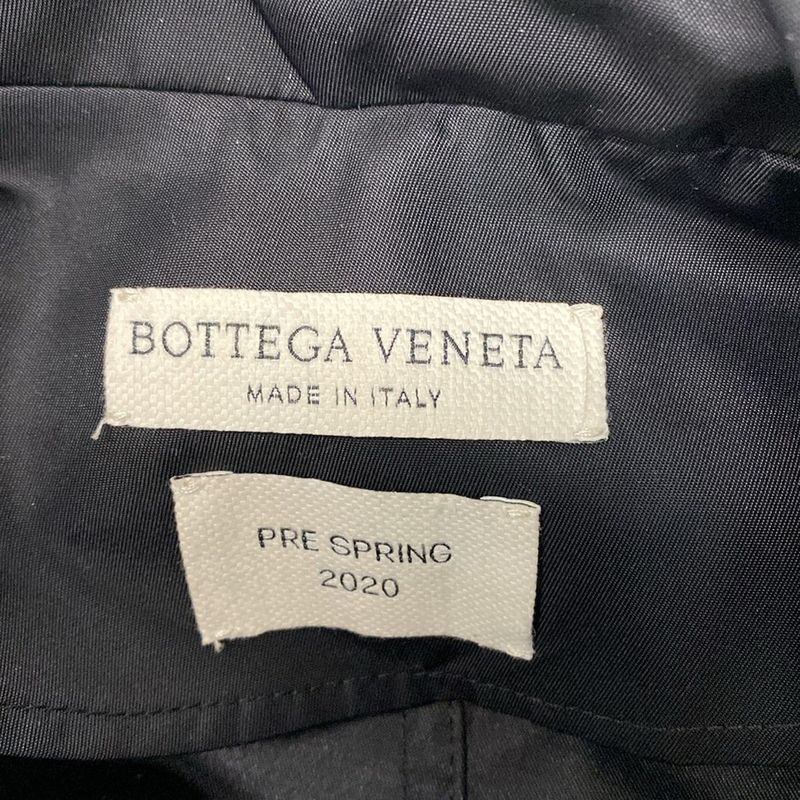 BOTTEGA VENETA
MADE IN ITALY
PRE SPRING
2020